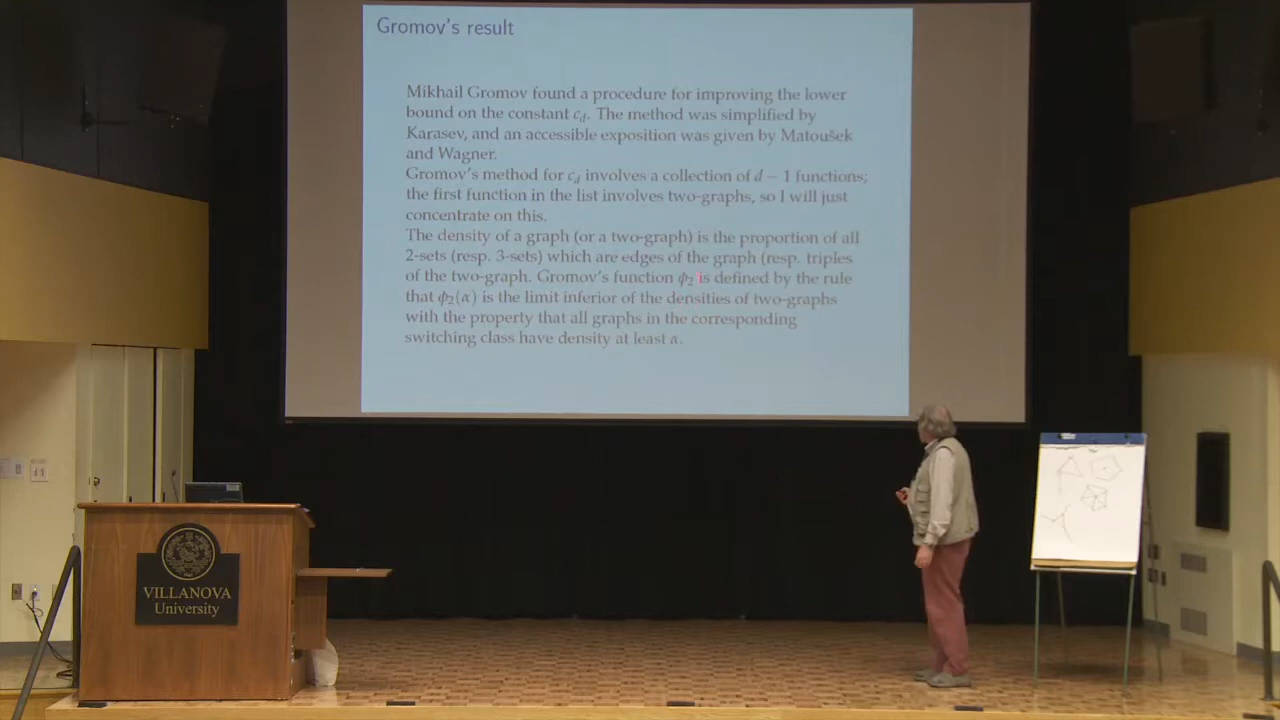 Gromov's result
Mikhail Gromov found a procedure for improving the lower
bound on the constant c_d. The method was simplified by
Karasev, and an accessible exposition was given by Matoušek
and Wagner.
Gromov's method for c_d involves a collection of d − 1 functions;
the first function in the list involves two-graphs, so I will just
concentrate on this.
The density of a graph (or a two-graph) is the proportion of all
2-sets (resp. 3-sets) which are edges of the graph (resp. triples
of the two-graph. Gromov's function ϕ₂ is defined by the rule
that ϕ₂(α) is the limit inferior of the densities of two-graphs
with the property that all graphs in the corresponding
switching class have density at least α.
VILLANOVA
University